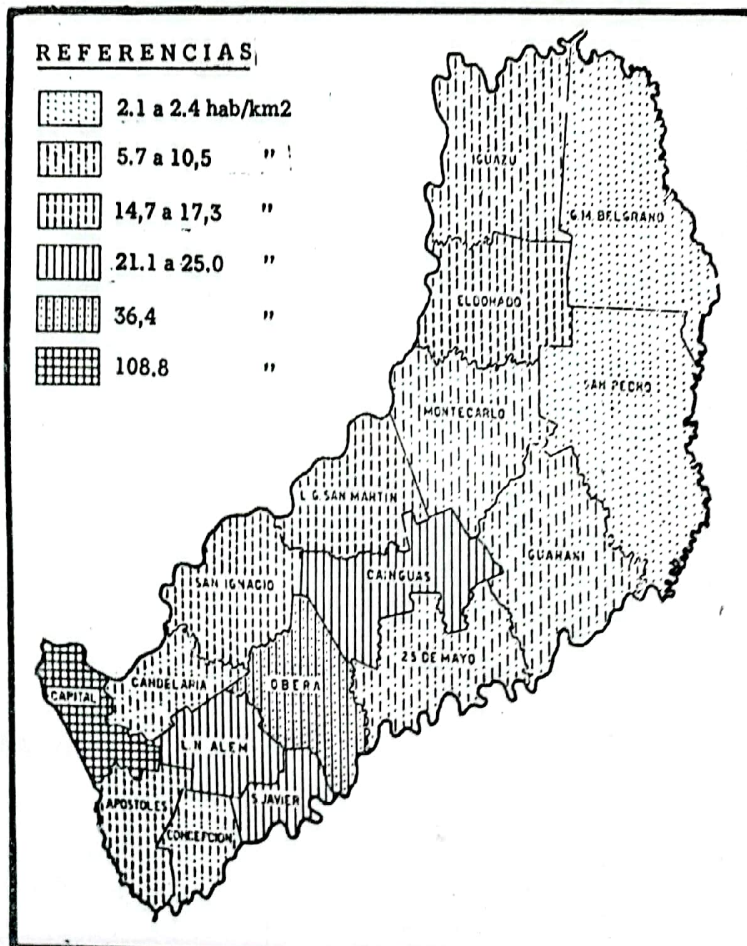 REFERENCIAS
2.1 a 2.4 hab/km2
5.7 a 10,5 "
14,7 a 17,3 "
21.1 a 25.0 "
36,4 "
108.8 "
IGUAZU
G.M. BELGRANO
ELDORADO
SAN PEDRO
MONTECARLO
L.G. SAN MARTIN
GUARANI
CAINGUAS
SAN IGNACIO
25 DE MAYO
CANDELARIA
OBERA
CAPITAL
L.N. ALEM
S. JAVIER
APOSTOLES
CONCEPCION